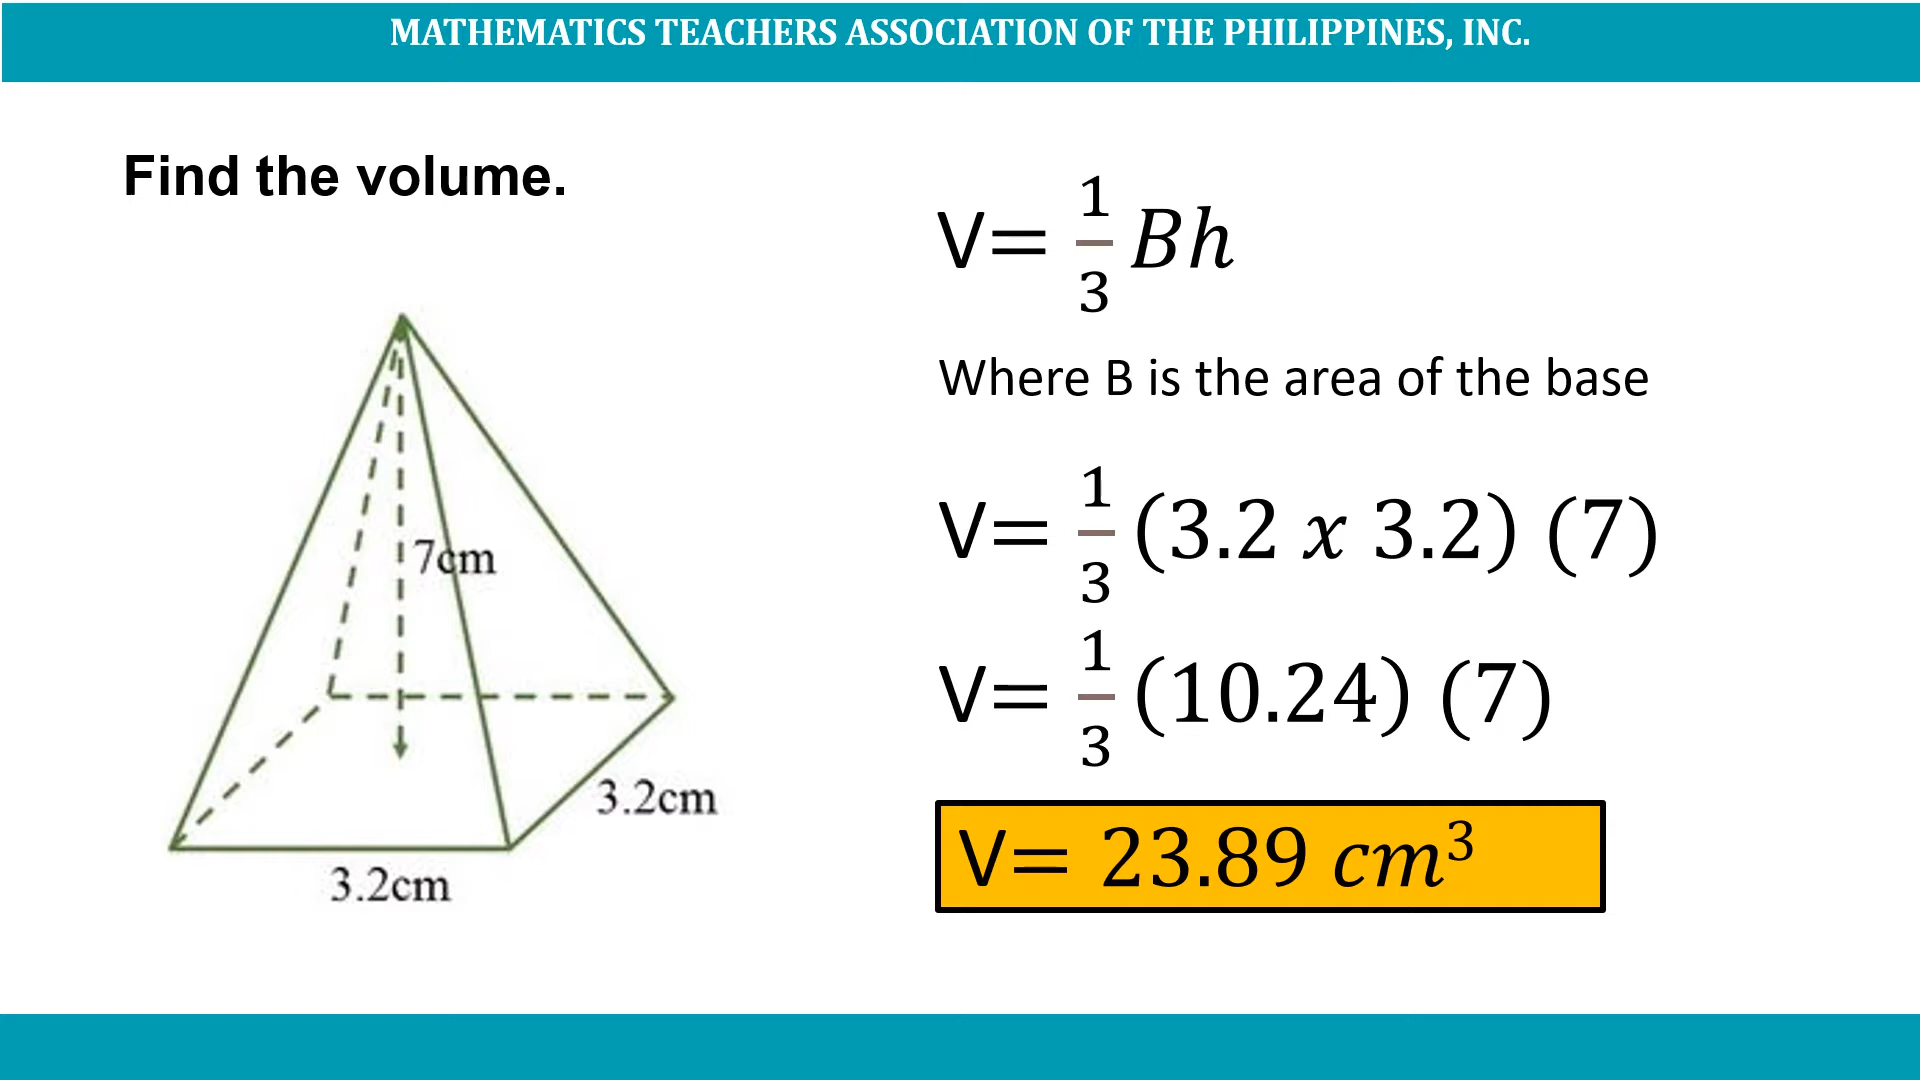 MATHEMATICS TEACHERS ASSOCIATION OF THE PHILIPPINES, INC.
Find the volume.
7cm
3.2cm
3.2cm
V= 1/3 Bh
Where B is the area of the base
V= 1/3 (3.2 x 3.2) (7)
V= 1/3 (10.24) (7)
V= 23.89 cm³